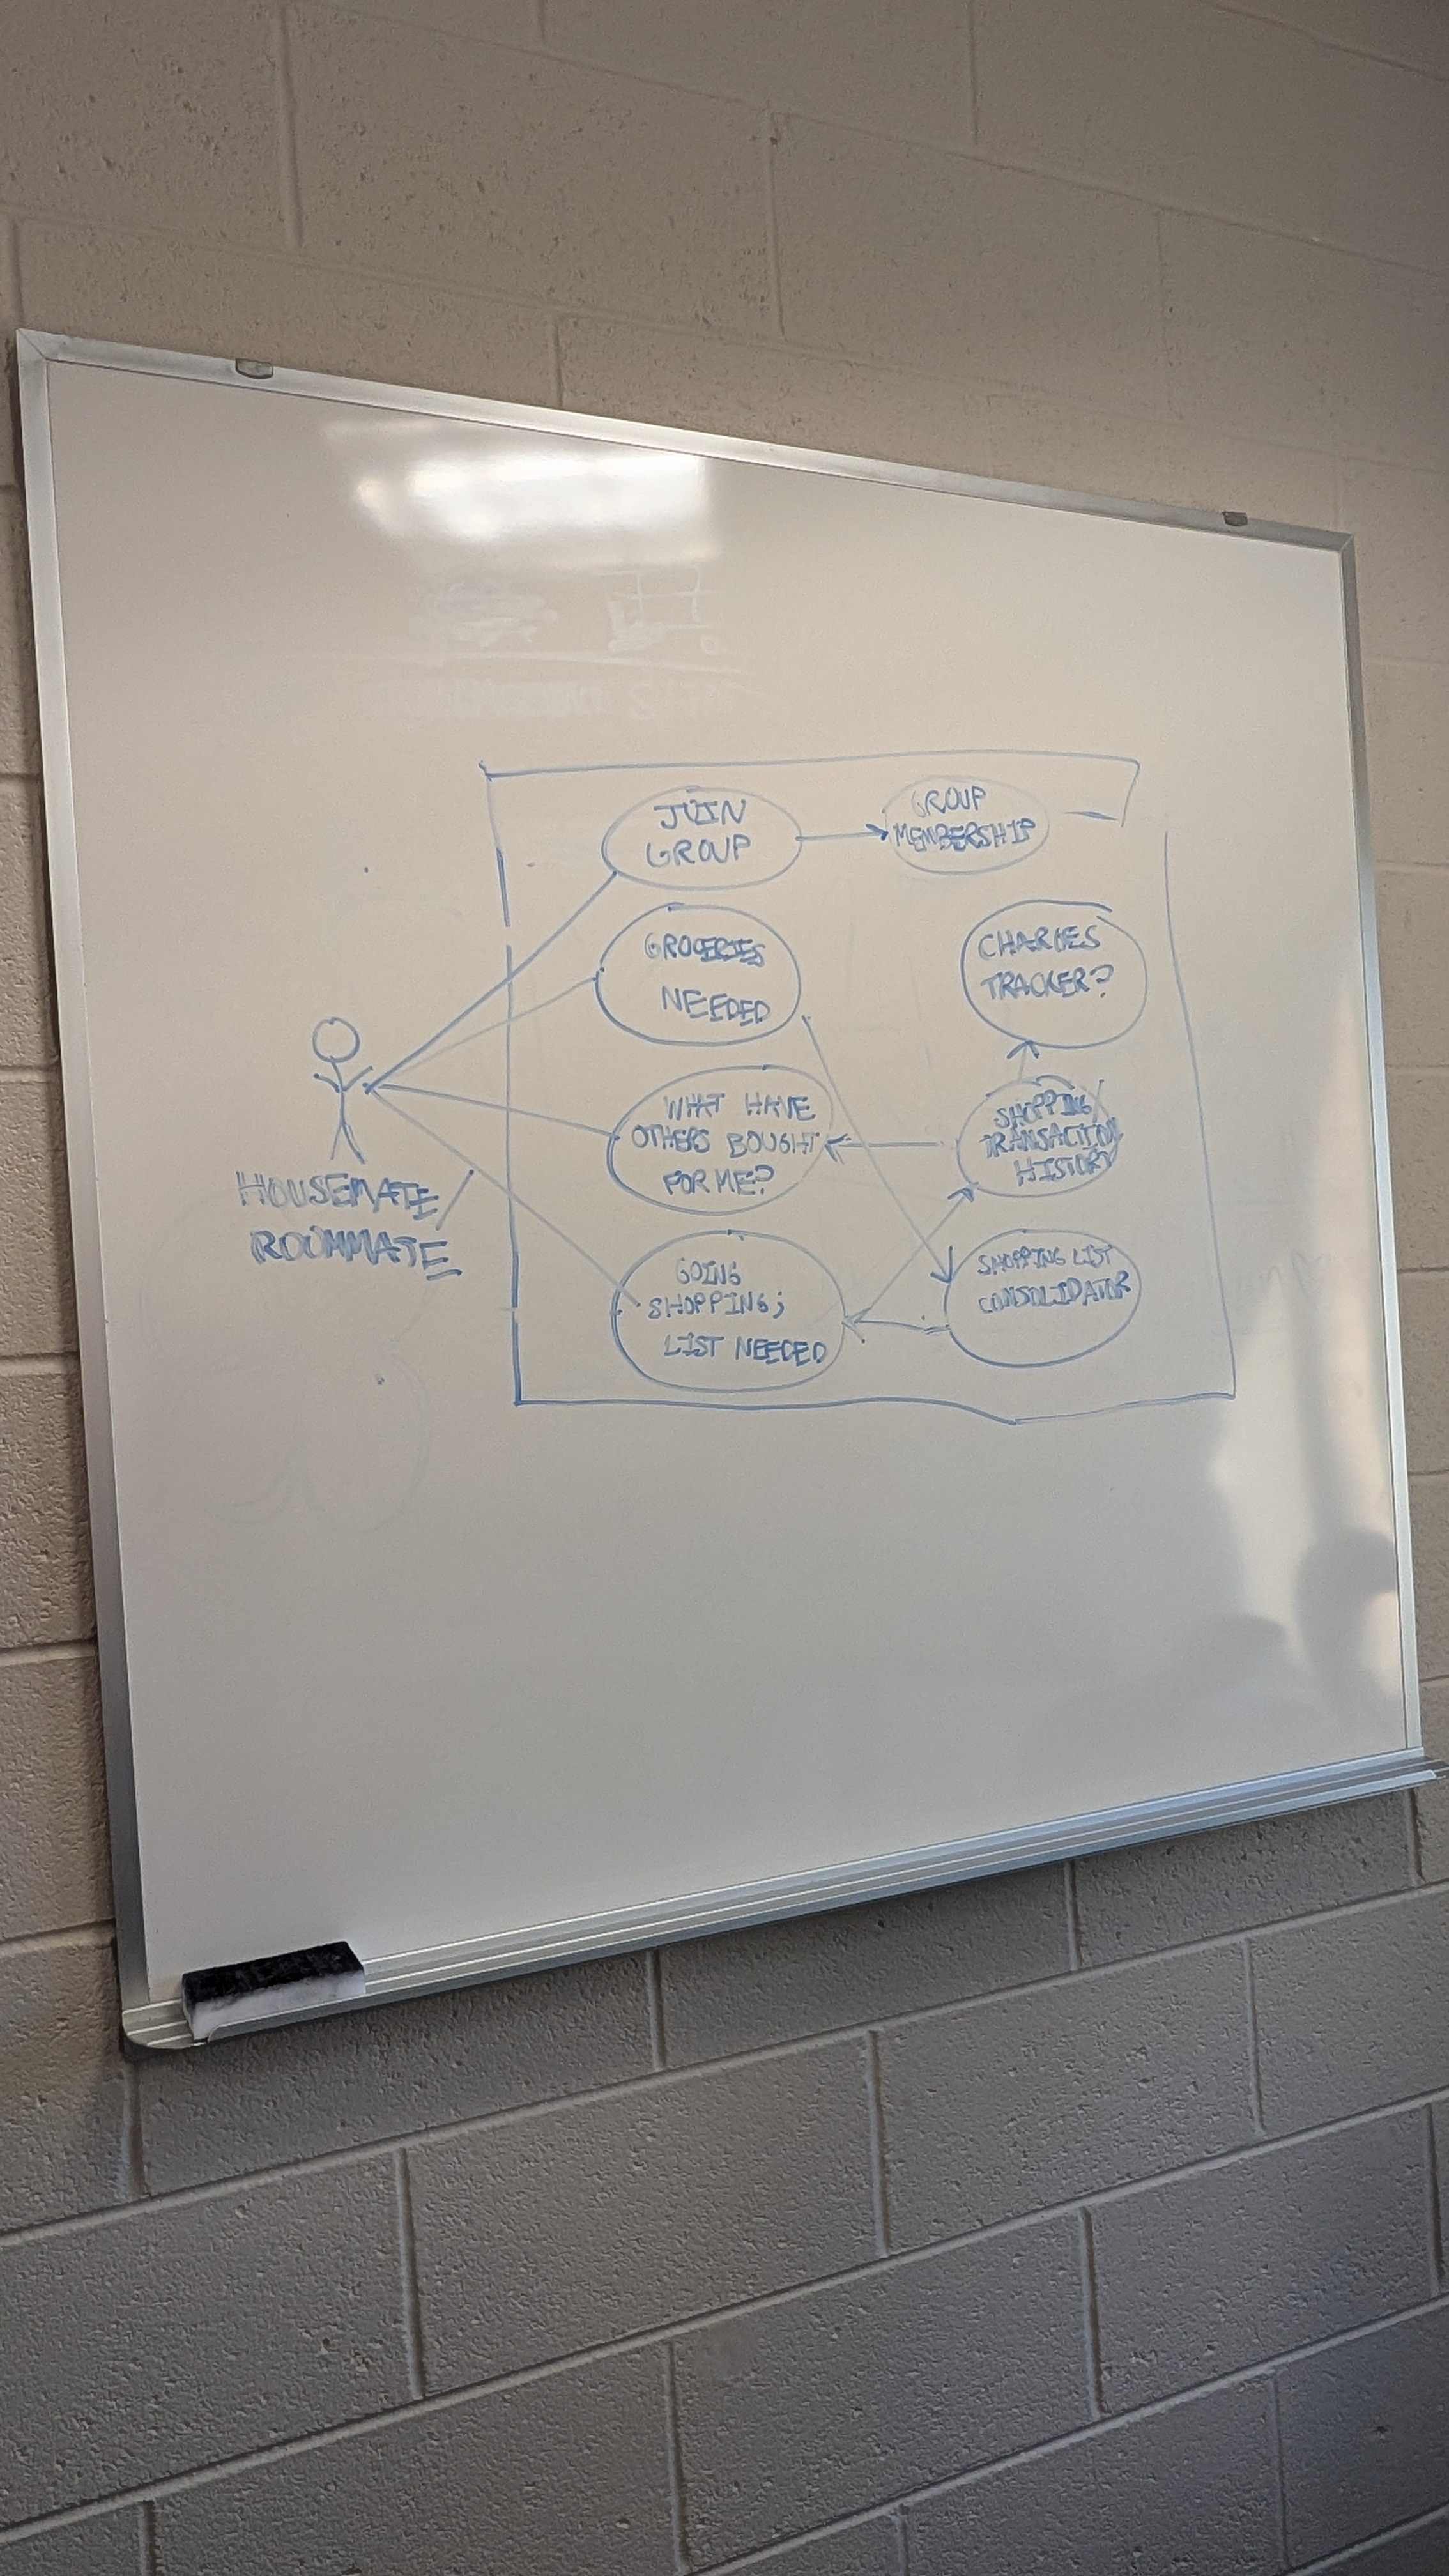 JOIN
GROUP
GROUP
MEMBERSHIP
GROCERIES
NEEDED
CHARGES
TRACKER?
WHAT HAVE
OTHERS BOUGHT
FOR ME?
SHOPPING
TRANSACTION
HISTORY
HOUSEMATE/
ROOMMATE
GOING
SHOPPING;
LIST NEEDED
SHOPPING LIST
CONSOLIDATOR